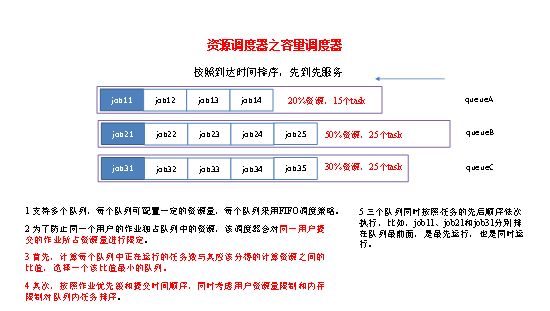 资源调度器之容量调度器
按照到达时间排序，先到先服务
job11 job12 job13 job14 20%资源，15个task queueA
job21 job22 job23 job24 job25 50%资源，25个task queueB
job31 job32 job33 job34 job35 30%资源，25个task queueC
1 支持多个队列，每个队列可配置一定的资源量，每个队列采用FIFO调度策略。
2 为了防止同一个用户的作业独占队列中的资源，该调度器会对同一用户提
交的作业所占资源量进行限定。
3 首先，计算每个队列中正在运行的任务数与其应该分得的计算资源之间的
比值，选择一个该比值最小的队列。
4 其次，按照作业优先级和提交时间顺序，同时考虑用户资源量限制和内存
限制对队列内任务排序。
5 三个队列同时按照任务的先后顺序依次
执行，比如，job11、job21和job31分别排
在队列最前面，是最先运行，也是同时运
行。